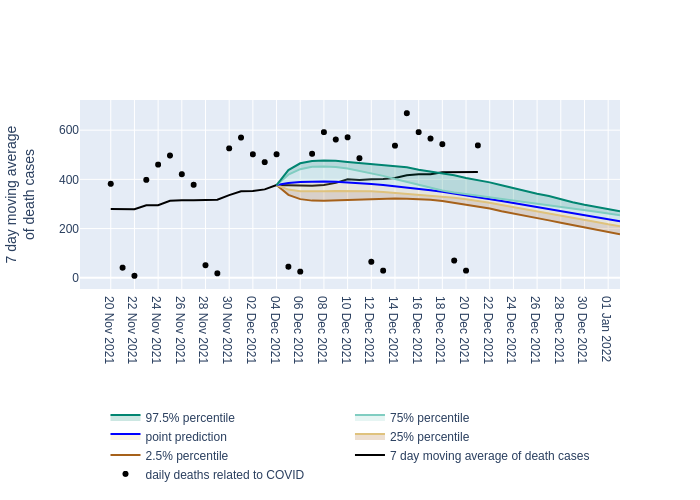 7 day moving average
of death cases
600
400
200
0
20 Nov 2021
22 Nov 2021
24 Nov 2021
26 Nov 2021
28 Nov 2021
30 Nov 2021
02 Dec 2021
04 Dec 2021
06 Dec 2021
08 Dec 2021
10 Dec 2021
12 Dec 2021
14 Dec 2021
16 Dec 2021
18 Dec 2021
20 Dec 2021
22 Dec 2021
24 Dec 2021
26 Dec 2021
28 Dec 2021
30 Dec 2021
01 Jan 2022
97.5% percentile
75% percentile
point prediction
25% percentile
2.5% percentile
7 day moving average of death cases
daily deaths related to COVID